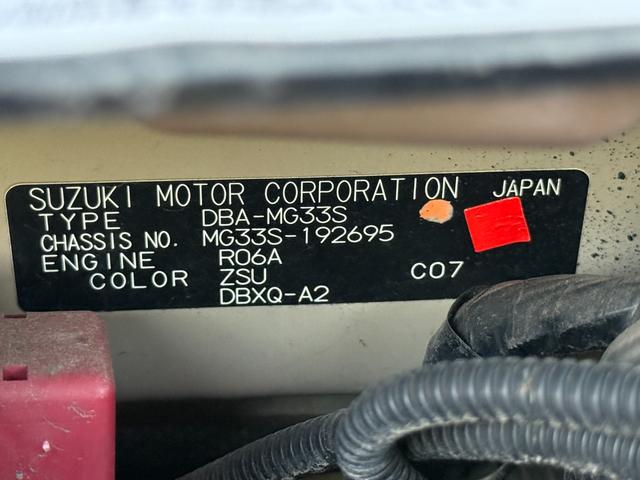 SUZUKI MOTOR CORPORATION JAPAN
TYPE DBA-MG33S
CHASSIS NO. MG33S-192695
ENGINE R06A
COLOR ZSU C07
DBXQ-A2